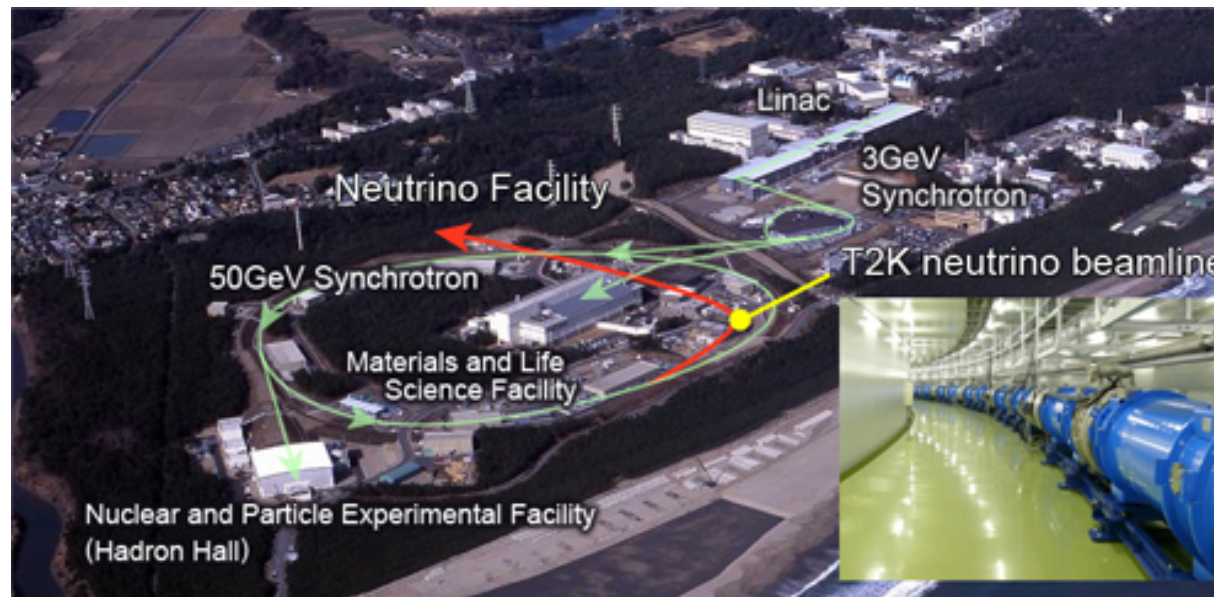 Linac
3GeV
Synchrotron
Neutrino Facility
T2K neutrino beamline
50GeV Synchrotron
Materials and Life
Science Facility
Nuclear and Particle Experimental Facility
(Hadron Hall)